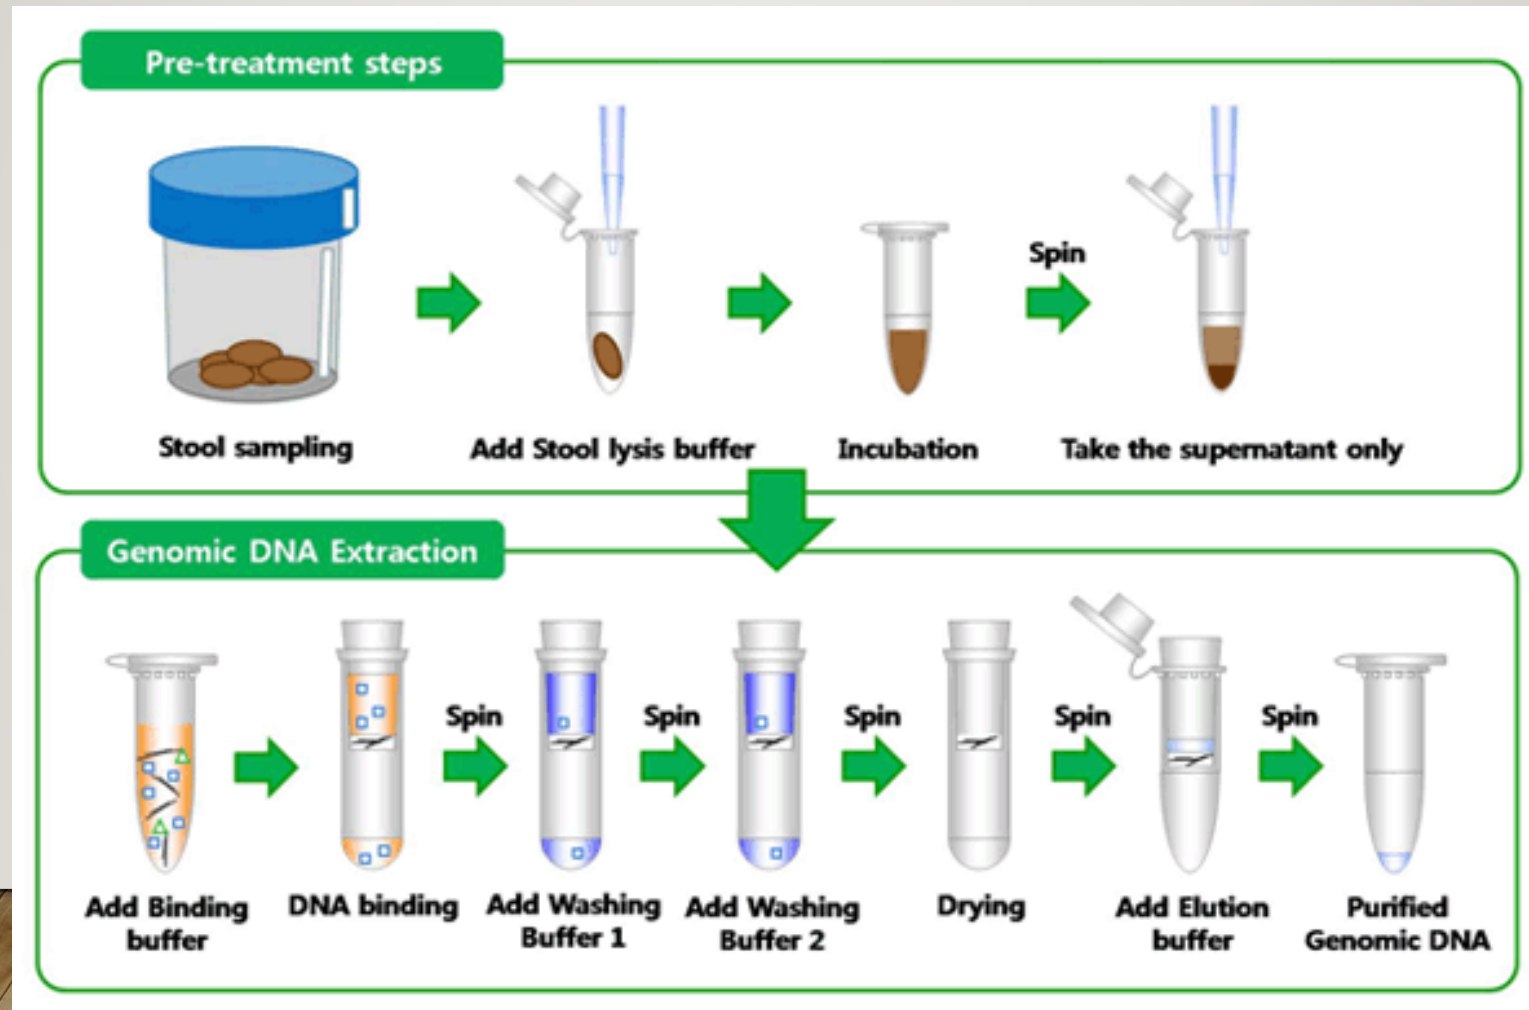 Pre-treatment steps
Spin
Stool sampling
Add Stool lysis buffer
Incubation
Take the supernatant only
Genomic DNA Extraction
Spin
Spin
Spin
Spin
Spin
Add Binding
buffer
DNA binding
Add Washing
Buffer 1
Add Washing
Buffer 2
Drying
Add Elution
buffer
Purified
Genomic DNA